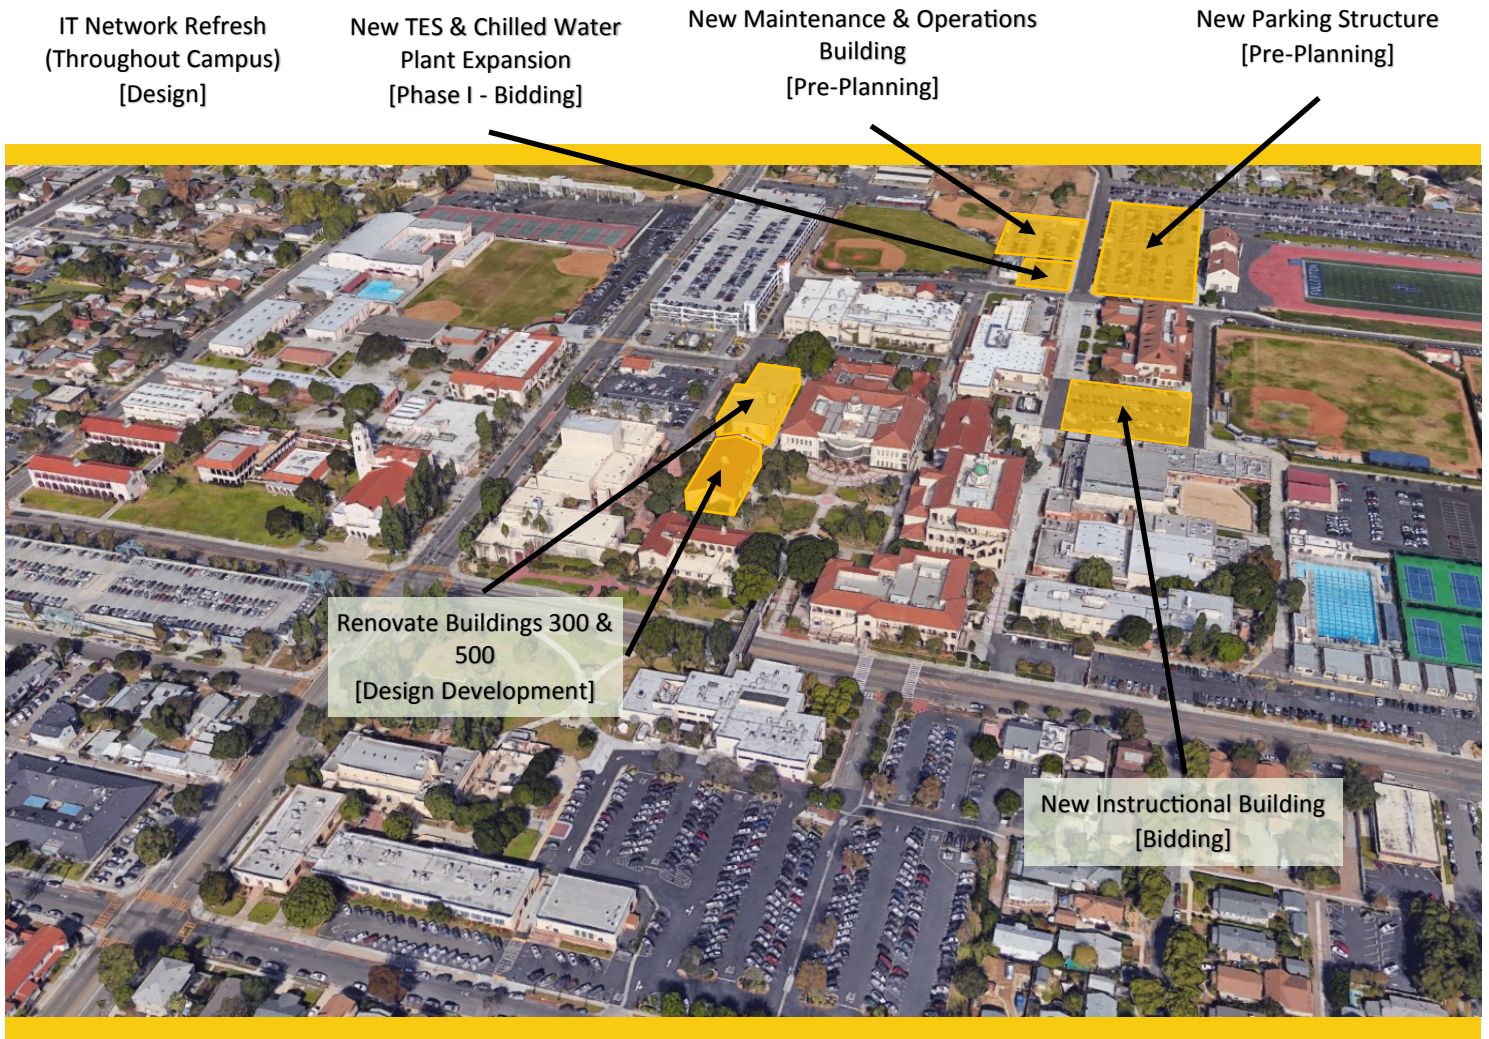 IT Network Refresh
(Throughout Campus)
[Design]
New TES & Chilled Water
Plant Expansion
[Phase I - Bidding]
New Maintenance & Operations
Building
[Pre-Planning]
New Parking Structure
[Pre-Planning]
FULLERTON
Renovate Buildings 300 &
500
[Design Development]
New Instructional Building
[Bidding]